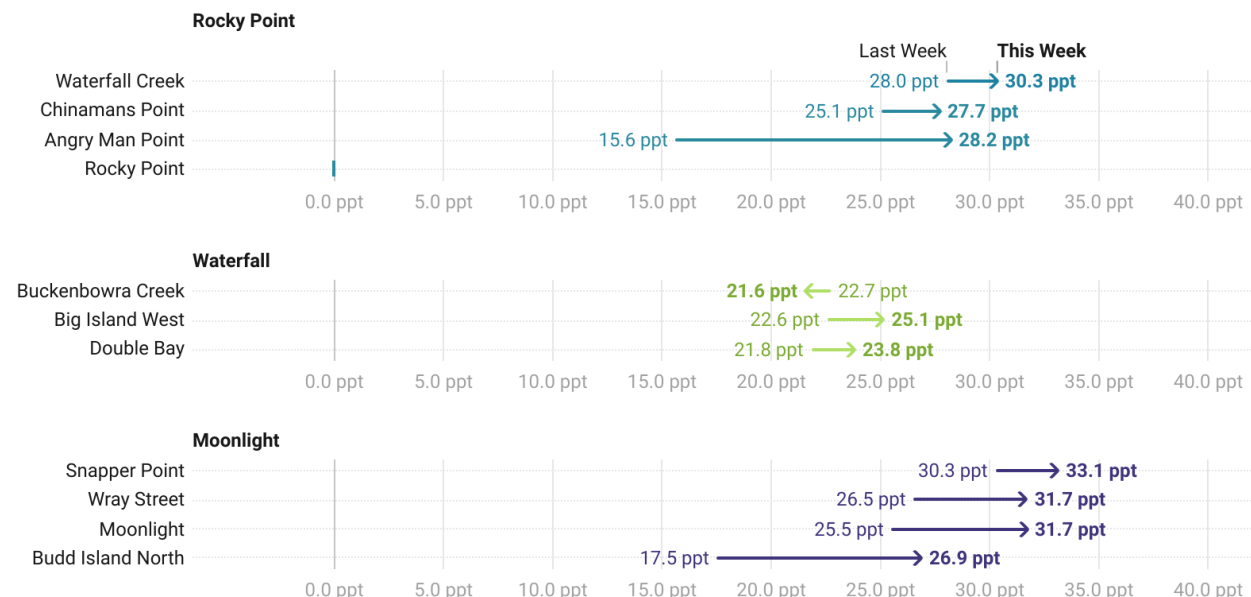 Rocky Point
Last Week This Week
Waterfall Creek 28.0 ppt 30.3 ppt
Chinamans Point 25.1 ppt 27.7 ppt
Angry Man Point 15.6 ppt 28.2 ppt
Rocky Point
0.0 ppt 5.0 ppt 10.0 ppt 15.0 ppt 20.0 ppt 25.0 ppt 30.0 ppt 35.0 ppt 40.0 ppt
Waterfall
Buckenbowra Creek 21.6 ppt 22.7 ppt
Big Island West 22.6 ppt 25.1 ppt
Double Bay 21.8 ppt 23.8 ppt
0.0 ppt 5.0 ppt 10.0 ppt 15.0 ppt 20.0 ppt 25.0 ppt 30.0 ppt 35.0 ppt 40.0 ppt
Moonlight
Snapper Point 30.3 ppt 33.1 ppt
Wray Street 26.5 ppt 31.7 ppt
Moonlight 25.5 ppt 31.7 ppt
Budd Island North 17.5 ppt 26.9 ppt
0.0 ppt 5.0 ppt 10.0 ppt 15.0 ppt 20.0 ppt 25.0 ppt 30.0 ppt 35.0 ppt 40.0 ppt